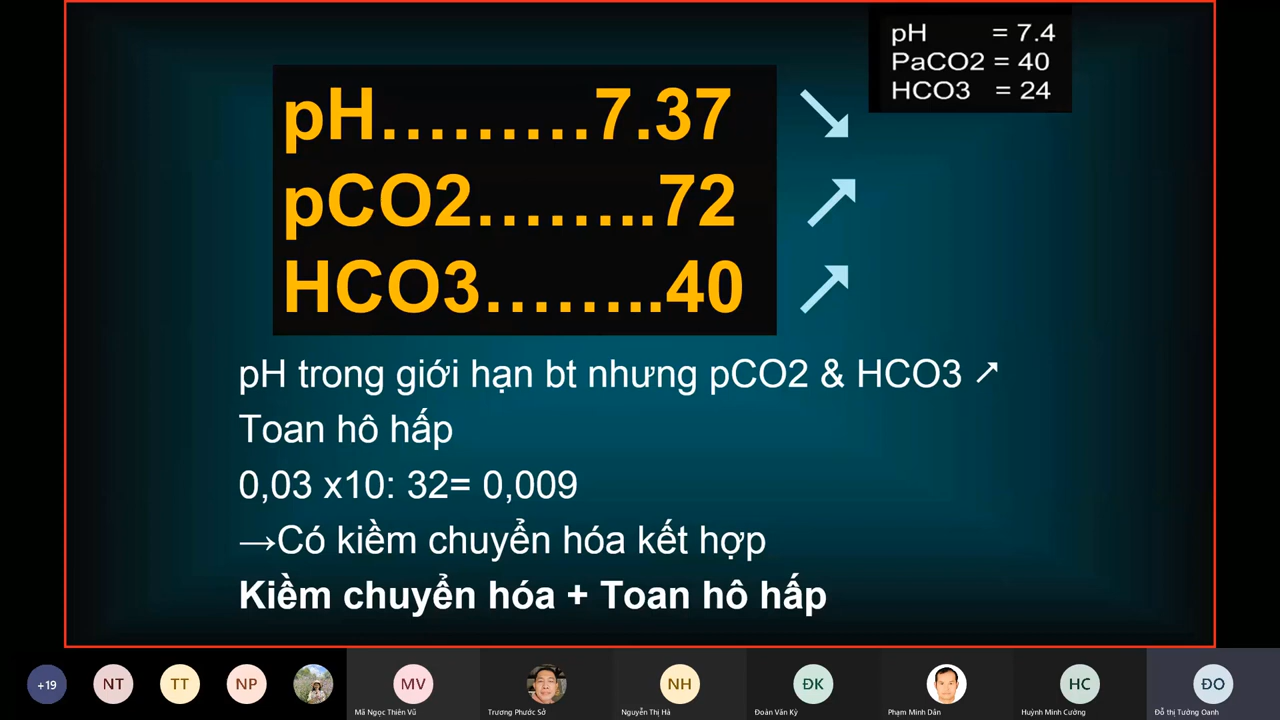 pH = 7.4
PaCO2 = 40
HCO3 = 24
pH.........7.37
pCO2........72
HCO3........40
pH trong giới hạn bt nhưng pCO2 & HCO3 ↗
Toan hô hấp
0,03 x10: 32= 0,009
→Có kiềm chuyển hóa kết hợp
Kiềm chuyển hóa + Toan hô hấp
+19
NT
TT
NP
MV
Mã Ngọc Thiên Vũ
Trương Phước Sở
NH
Nguyễn Thị Hà
ĐK
Đoàn Văn Kỳ
Phạm Minh Dân
HC
Huỳnh Minh Cường
ĐO
Đỗ thị Tường Oanh